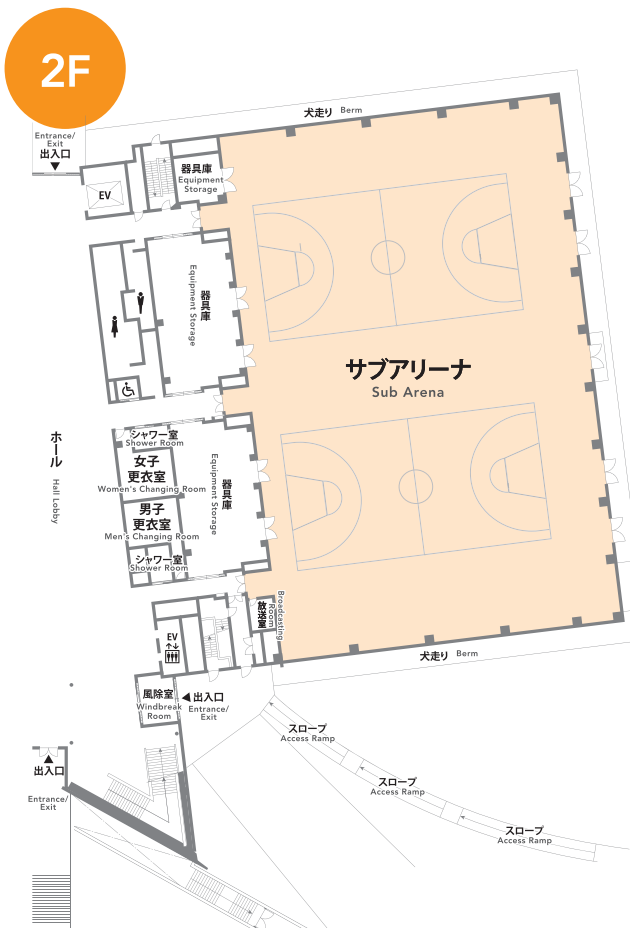 2F
犬走り Berm
Entrance/
Exit
出入口
EV
器具庫
Equipment
Storage
器具庫
Equipment Storage
サブアリーナ
Sub Arena
ホール
Hall Lobby
シャワー室
Shower Room
女子
更衣室
Women's Changing Room
男子
更衣室
Men's Changing Room
シャワー室
Shower Room
器具庫
Equipment Storage
放送室
Broadcasting
Room
EV
犬走り Berm
風除室
Windbreak
Room
出入口
Entrance/
Exit
スロープ
Access Ramp
出入口
Entrance/
Exit
スロープ
Access Ramp
スロープ
Access Ramp